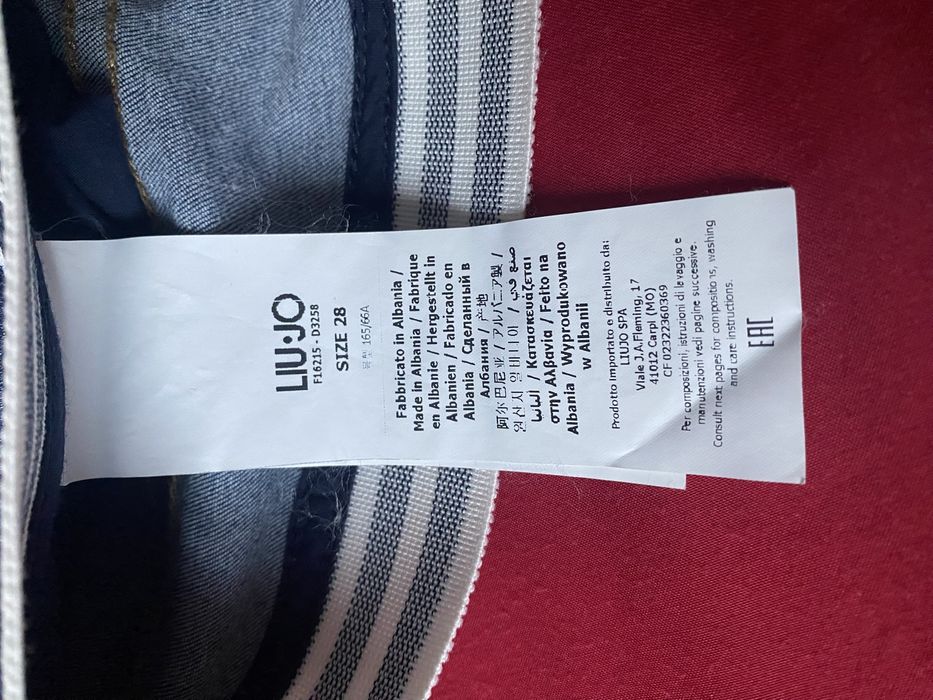 LIU·JO
F16215 - D3258
SIZE 28
165/66A
Fabbricato in Albania /
Made in Albania / Fabrique
en Albanie / Hergestellt in
Albanien / Fabricado en
Albania / Сделанный в
Албания / 产地
阿尔巴尼亚 / アルバニア製 /
원산지 알바니아 / صنع في
ألبانيا / Κατασκευάζεται
στην Αλβανία / Feito na
Albania / Wyprodukowano
w Albanii
Prodotto importato e distribuito da:
LIUJO SPA
Viale J.A.Fleming, 17
41012 Carpi (MO)
CF 02322360369
Per composizioni, istruzioni di lavaggio e
manutenzioni vedi pagine successive.
Consult next pages for compositions, washing
and care instructions.
EAC